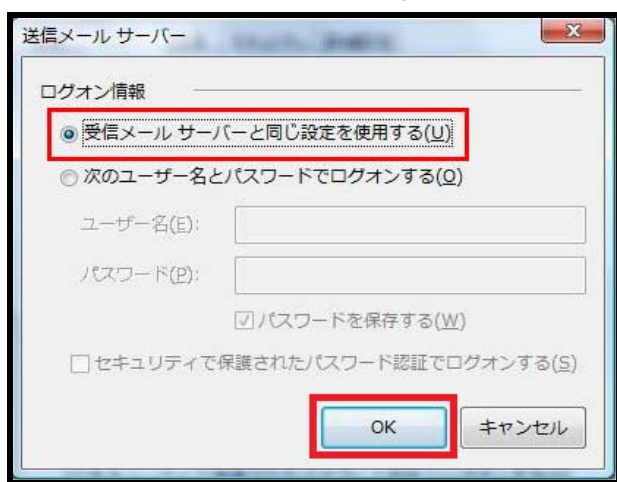 送信メール サーバー
ログオン情報
受信メール サーバーと同じ設定を使用する(U)
次のユーザー名とパスワードでログオンする(O)
ユーザー名(E):
パスワード(P):
パスワードを保存する(W)
セキュリティで保護されたパスワード認証でログオンする(S)
OK キャンセル